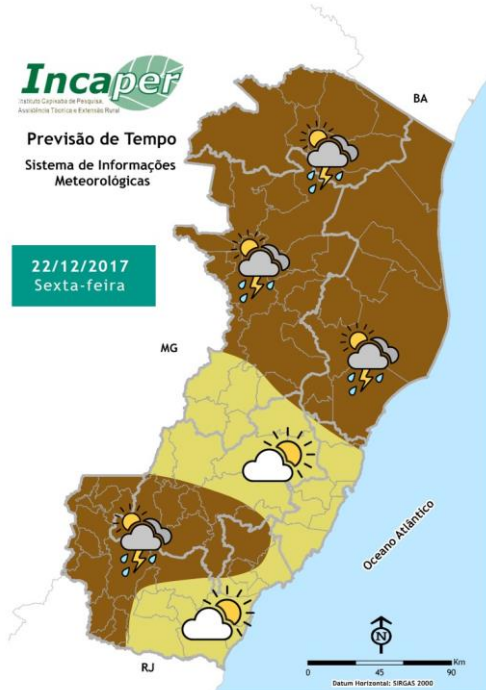 Incaper
Instituto Capixaba de Pesquisa,
Assistência Técnica e Extensão Rural
BA
Previsão de Tempo
Sistema de Informações
Meteorológicas
22/12/2017
Sexta-feira
MG
Oceano Atlântico
N
RJ
Km
0 45 90
Datum Horizontal: SIRGAS 2000